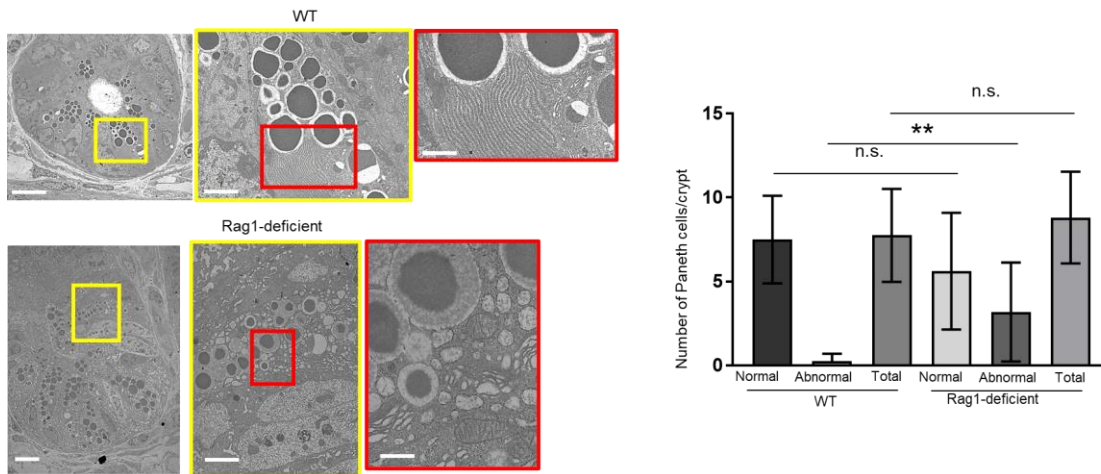 WT
Rag1-deficient
Number of Paneth cells/crypt
15
10
5
0
n.s.
**
n.s.
Normal Abnormal Total Normal Abnormal Total
WT Rag1-deficient